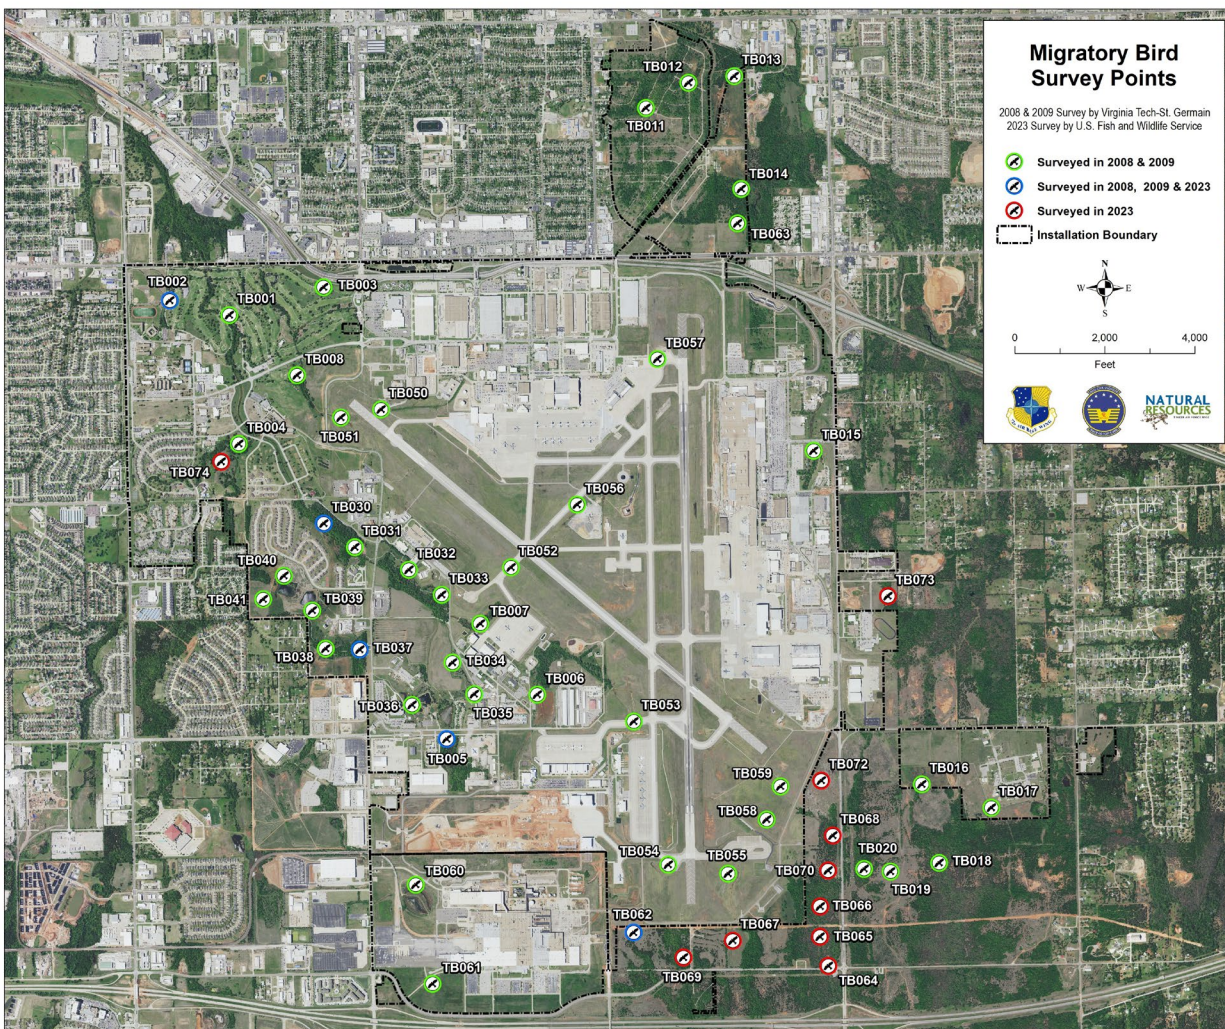 Migratory Bird
Survey Points
2008 & 2009 Survey by Virginia Tech-St. Germain
2023 Survey by U.S. Fish and Wildlife Service
Surveyed in 2008 & 2009
Surveyed in 2008, 2009 & 2023
Surveyed in 2023
Installation Boundary
N
W E
S
0 2,000 4,000
Feet
NATURAL
RESOURCES
TB012
TB013
TB011
TB014
TB063
TB002
TB001
TB003
TB008
TB057
TB050
TB051
TB004
TB074
TB015
TB056
TB030
TB031
TB052
TB032
TB040
TB033
TB073
TB041
TB039
TB007
TB038
TB037
TB034
TB006
TB036
TB035
TB053
TB005
TB059
TB072
TB016
TB017
TB058
TB068
TB054
TB055
TB020
TB018
TB070
TB019
TB060
TB066
TB062
TB067
TB065
TB061
TB069
TB064